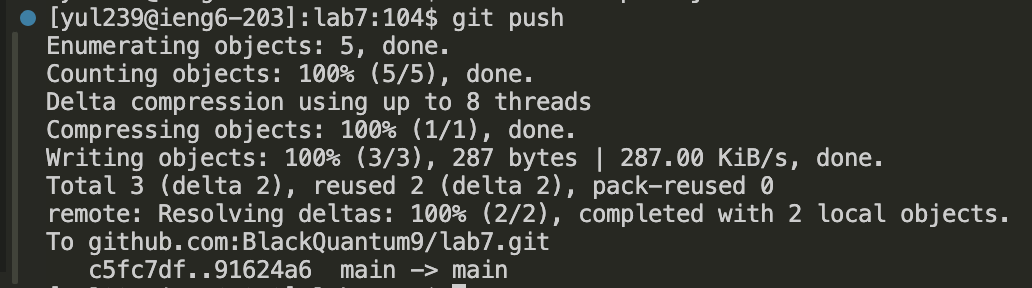 [yul239@ieng6-203]:lab7:104$ git push
Enumerating objects: 5, done.
Counting objects: 100% (5/5), done.
Delta compression using up to 8 threads
Compressing objects: 100% (1/1), done.
Writing objects: 100% (3/3), 287 bytes | 287.00 KiB/s, done.
Total 3 (delta 2), reused 2 (delta 2), pack-reused 0
remote: Resolving deltas: 100% (2/2), completed with 2 local objects.
To github.com:BlackQuantum9/lab7.git
   c5fc7df..91624a6  main -> main